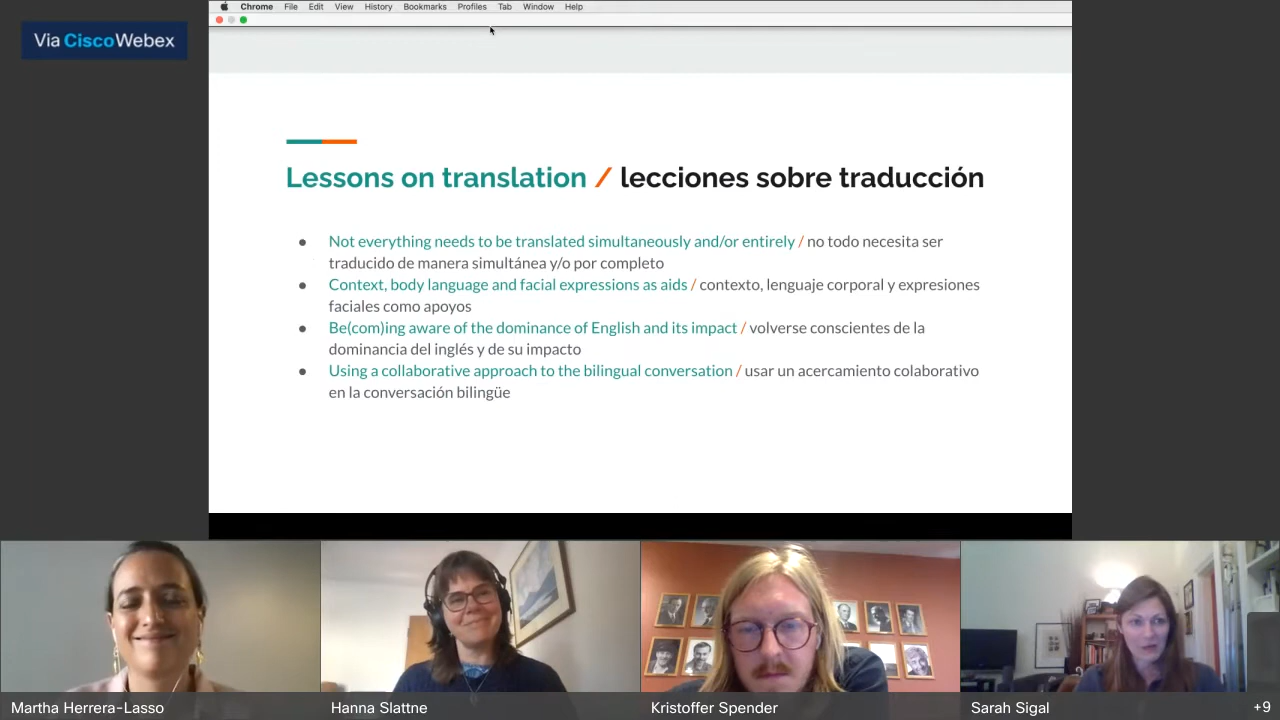 Chrome File Edit View History Bookmarks Profiles Tab Window Help
Via Cisco Webex
Lessons on translation / lecciones sobre traducción
● Not everything needs to be translated simultaneously and/or entirely / no todo necesita ser
traducido de manera simultánea y/o por completo
● Context, body language and facial expressions as aids / contexto, lenguaje corporal y expresiones
faciales como apoyos
● Be(com)ing aware of the dominance of English and its impact / volverse conscientes de la
dominancia del inglés y de su impacto
● Using a collaborative approach to the bilingual conversation / usar un acercamiento colaborativo
en la conversación bilingüe
Martha Herrera-Lasso
Hanna Slattne
Kristoffer Spender
Sarah Sigal
+9